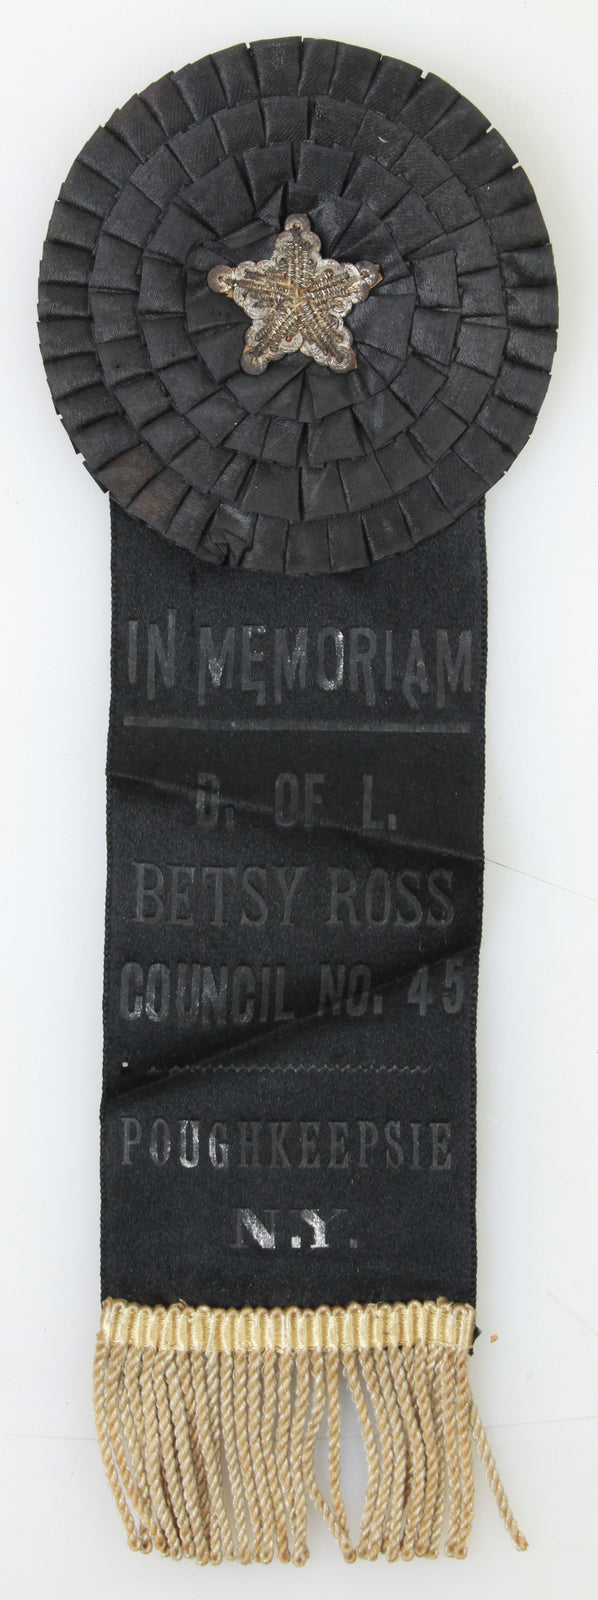 IN MEMORIAM
D. OF L.
BETSY ROSS
COUNCIL NO. 45
POUGHKEEPSIE
N.Y.